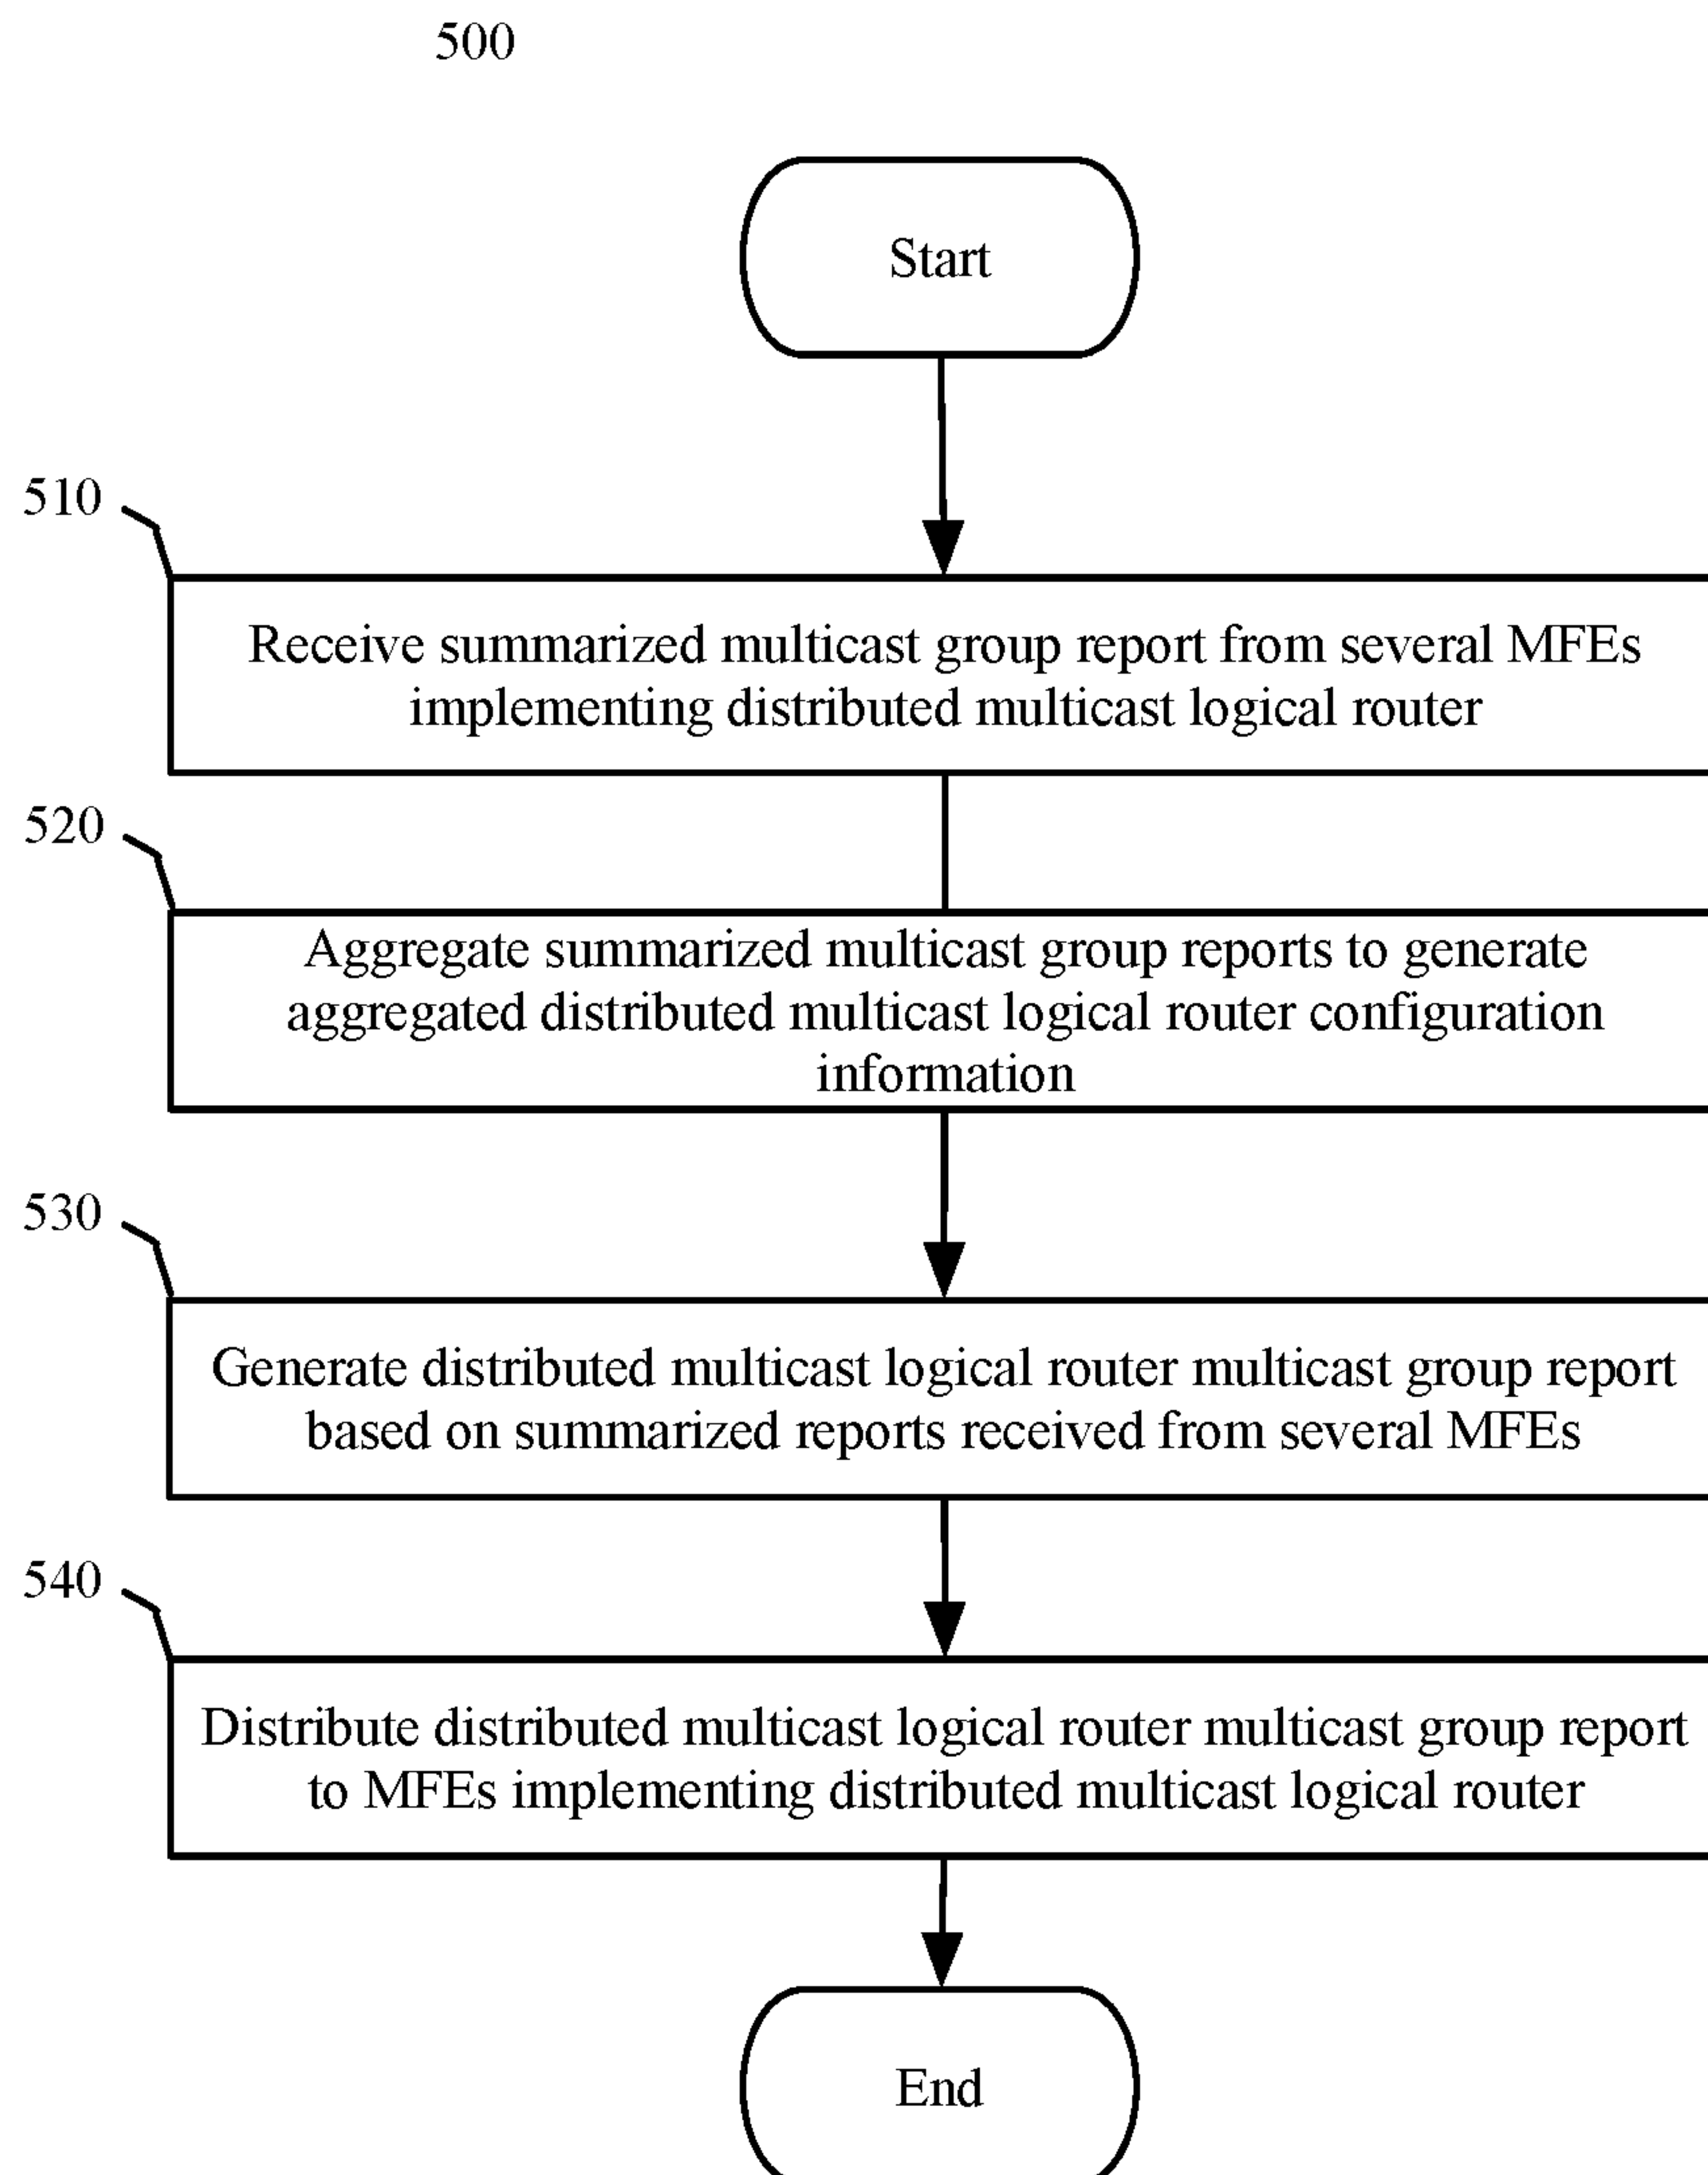 500
Start
510
Receive summarized multicast group report from several MFEs
implementing distributed multicast logical router
520
Aggregate summarized multicast group reports to generate
aggregated distributed multicast logical router configuration
information
530
Generate distributed multicast logical router multicast group report
based on summarized reports received from several MFEs
540
Distribute distributed multicast logical router multicast group report
to MFEs implementing distributed multicast logical router
End